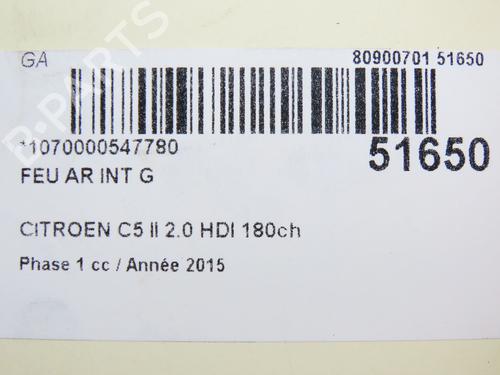 GA
80900701 51650
*1070000547780
51650
FEU AR INT G
CITROEN C5 II 2.0 HDI 180ch
Phase 1 cc / Année 2015
B-PARTS